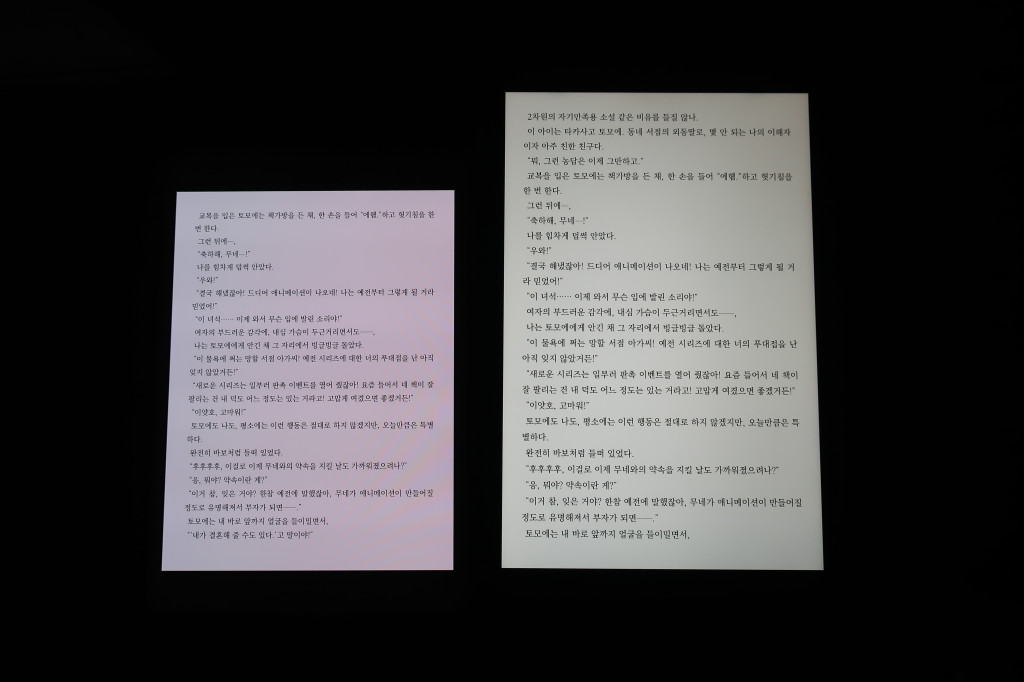 교복을 입은 토모에는 책가방을 든 채, 한 손을 들어 "에헴."하고 헛기침을 한
번 한다.
그런 뒤에―,
"축하해, 무네―!"
나를 힘차게 덥썩 안았다.
"우와!"
"결국 해냈잖아! 드디어 애니메이션이 나오네! 나는 예전부터 그렇게 될 거라
믿었어!"
"이 녀석…… 이제 와서 무슨 입에 발린 소리야!"
여자의 부드러운 감각에, 내심 가슴이 두근거리면서도――,
나는 토모에에게 안긴 채 그 자리에서 빙글빙글 돌았다.
"이 물욕에 쩌는 망할 서점 아가씨! 예전 시리즈에 대한 너의 푸대접을 난 아직
잊지 않았거든!"
"새로운 시리즈는 일부러 판촉 이벤트를 열어 줬잖아! 요즘 들어서 네 책이 잘
팔리는 건 내 덕도 어느 정도는 있는 거라고! 고맙게 여겼으면 좋겠거든!"
"이얏호, 고마워!"
토모에도 나도, 평소에는 이런 행동은 절대로 하지 않겠지만, 오늘만큼은 특별
하다.
완전히 바보처럼 들떠 있었다.
"후후후후, 이걸로 이제 무네와의 약속을 지킬 날도 가까워졌으려나?"
"응, 뭐야? 약속이란 게?"
"이거 참, 잊은 거야? 한참 예전에 말했잖아, 무네가 애니메이션이 만들어질
정도로 유명해져서 부자가 되면――."
토모에는 내 바로 앞까지 얼굴을 들이밀면서,
"'내가 결혼해 줄 수도 있다.'고 말이야!"
2차원의 자기만족용 소설 같은 비유를 들질 않나.
이 아이는 타카사고 토모에. 동네 서점의 외동딸로, 몇 안 되는 나의 이해자
이자 아주 친한 친구다.
"뭐, 그런 농담은 이제 그만하고."
교복을 입은 토모에는 책가방을 든 채, 한 손을 들어 "에헴."하고 헛기침을
한 번 한다.
그런 뒤에―,
"축하해, 무네―!"
나를 힘차게 덥썩 안았다.
"우와!"
"결국 해냈잖아! 드디어 애니메이션이 나오네! 나는 예전부터 그렇게 될 거
라 믿었어!"
"이 녀석…… 이제 와서 무슨 입에 발린 소리야!"
여자의 부드러운 감각에, 내심 가슴이 두근거리면서도――,
나는 토모에에게 안긴 채 그 자리에서 빙글빙글 돌았다.
"이 물욕에 쩌는 망할 서점 아가씨! 예전 시리즈에 대한 너의 푸대접을 난
아직 잊지 않았거든!"
"새로운 시리즈는 일부러 판촉 이벤트를 열어 줬잖아! 요즘 들어서 네 책이
잘 팔리는 건 내 덕도 어느 정도는 있는 거라고! 고맙게 여겼으면 좋겠거든!"
"이얏호, 고마워!"
토모에도 나도, 평소에는 이런 행동은 절대로 하지 않겠지만, 오늘만큼은 특
별하다.
완전히 바보처럼 들떠 있었다.
"후후후후, 이걸로 이제 무네와의 약속을 지킬 날도 가까워졌으려나?"
"응, 뭐야? 약속이란 게?"
"이거 참, 잊은 거야? 한참 예전에 말했잖아, 무네가 애니메이션이 만들어질
정도로 유명해져서 부자가 되면――."
토모에는 내 바로 앞까지 얼굴을 들이밀면서,